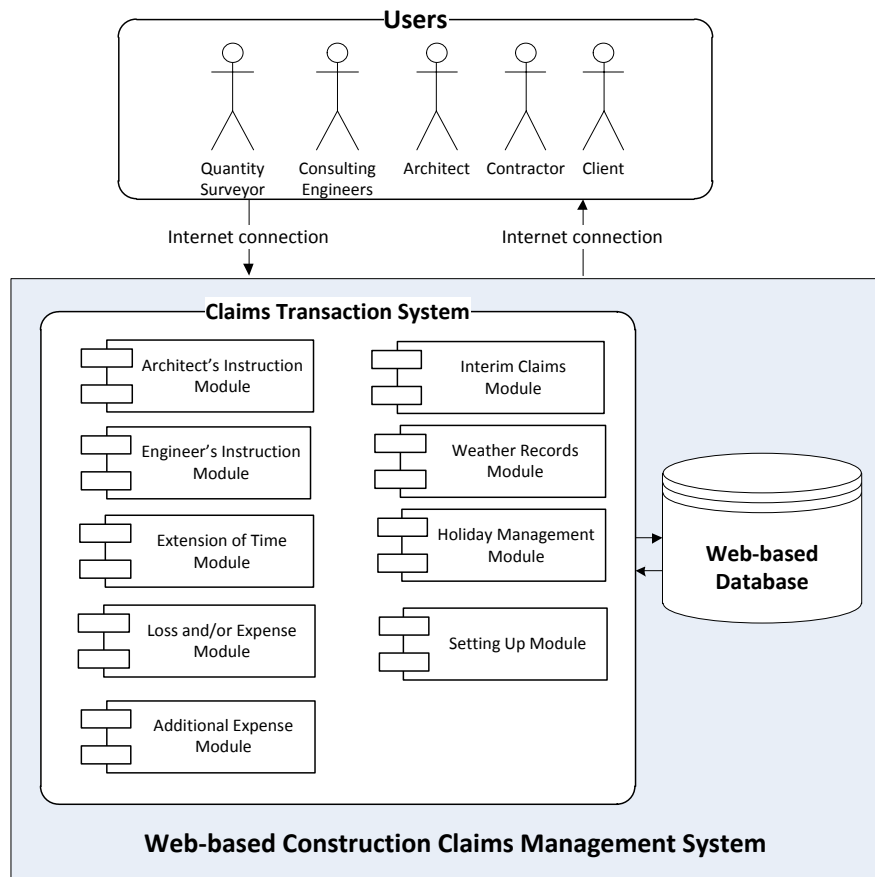 Users
Quantity
Surveyor
Consulting
Engineers
Architect
Contractor
Client
Internet connection
Internet connection
Claims Transaction System
Architect's Instruction
Module
Interim Claims
Module
Engineer's Instruction
Module
Weather Records
Module
Extension of Time
Module
Holiday Management
Module
Loss and/or Expense
Module
Setting Up Module
Additional Expense
Module
Web-based
Database
Web-based Construction Claims Management System